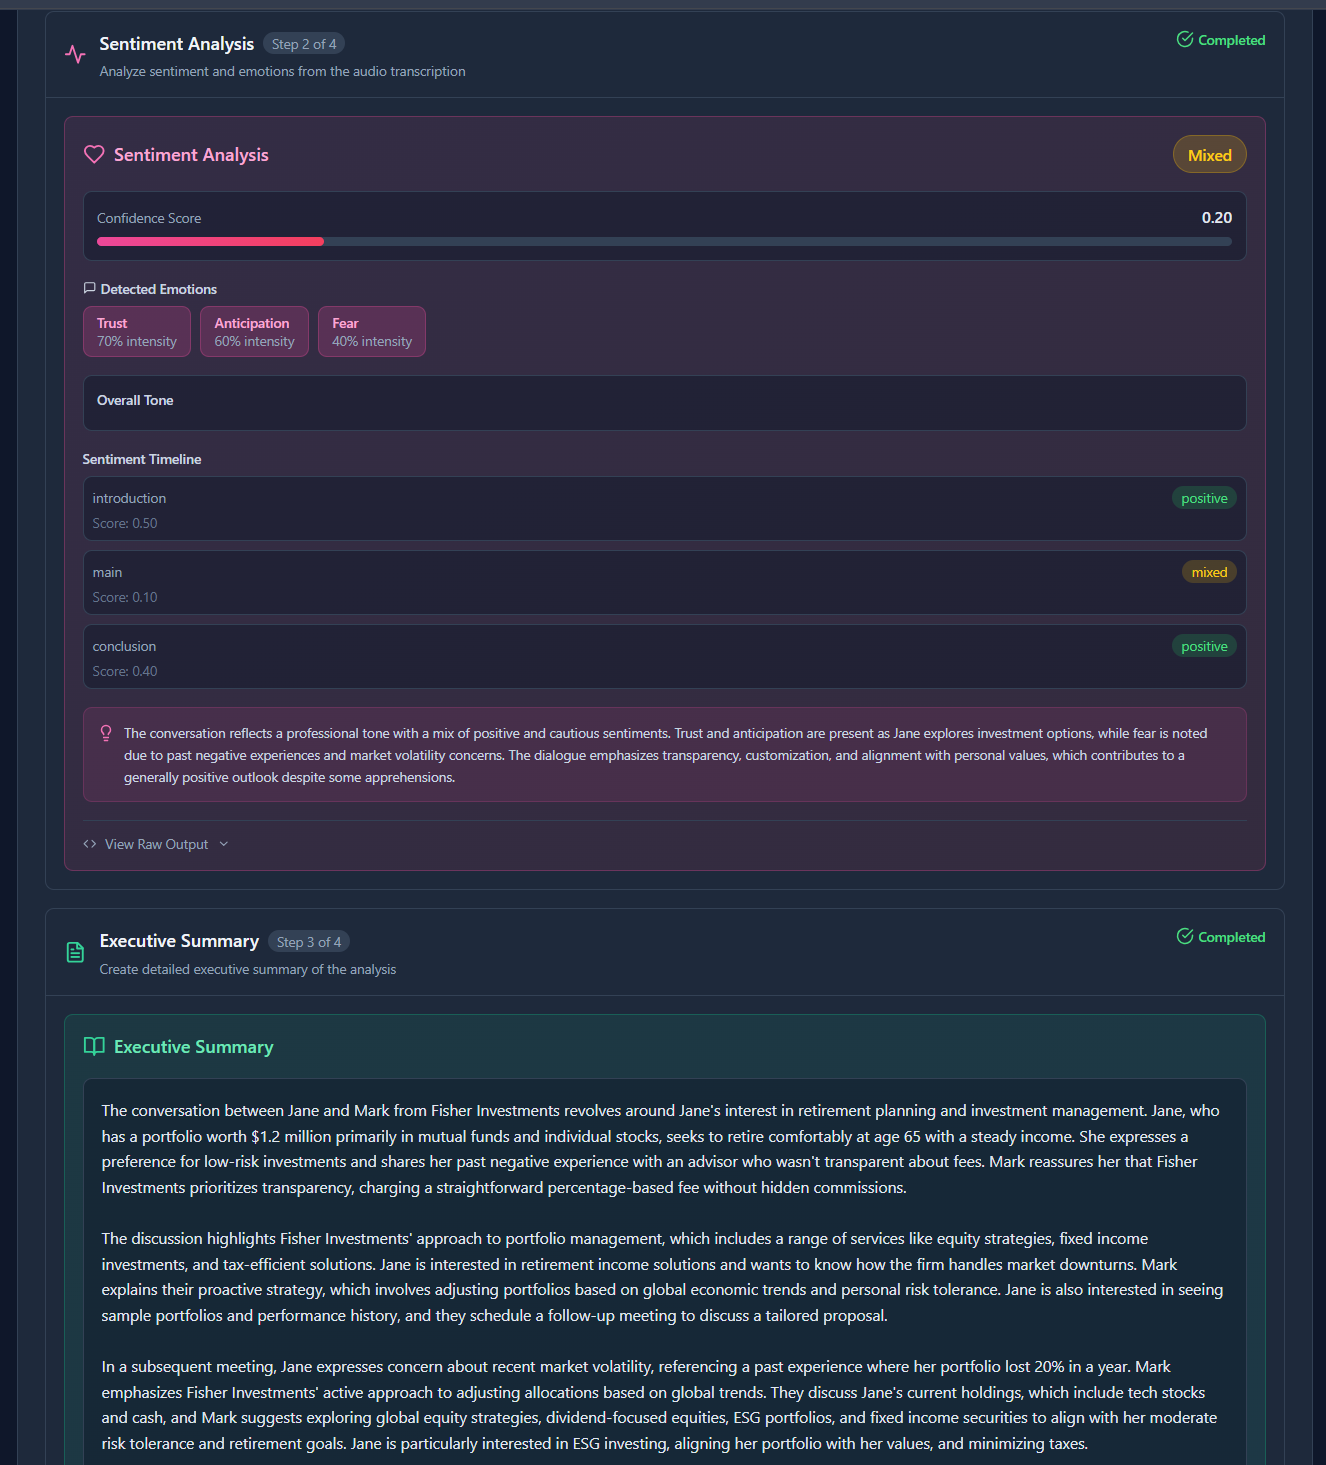 Sentiment Analysis
Step 2 of 4
Completed
Analyze sentiment and emotions from the audio transcription
Sentiment Analysis
Mixed
Confidence Score
0.20
Detected Emotions
Trust
70% intensity
Anticipation
60% intensity
Fear
40% intensity
Overall Tone
Sentiment Timeline
introduction
positive
Score: 0.50
main
mixed
Score: 0.10
conclusion
positive
Score: 0.40
The conversation reflects a professional tone with a mix of positive and cautious sentiments. Trust and anticipation are present as Jane explores investment options, while fear is noted
due to past negative experiences and market volatility concerns. The dialogue emphasizes transparency, customization, and alignment with personal values, which contributes to a
generally positive outlook despite some apprehensions.
View Raw Output
Executive Summary
Step 3 of 4
Completed
Create detailed executive summary of the analysis
Executive Summary
The conversation between Jane and Mark from Fisher Investments revolves around Jane's interest in retirement planning and investment management. Jane, who
has a portfolio worth $1.2 million primarily in mutual funds and individual stocks, seeks to retire comfortably at age 65 with a steady income. She expresses a
preference for low-risk investments and shares her past negative experience with an advisor who wasn't transparent about fees. Mark reassures her that Fisher
Investments prioritizes transparency, charging a straightforward percentage-based fee without hidden commissions.
The discussion highlights Fisher Investments' approach to portfolio management, which includes a range of services like equity strategies, fixed income
investments, and tax-efficient solutions. Jane is interested in retirement income solutions and wants to know how the firm handles market downturns. Mark
explains their proactive strategy, which involves adjusting portfolios based on global economic trends and personal risk tolerance. Jane is also interested in seeing
sample portfolios and performance history, and they schedule a follow-up meeting to discuss a tailored proposal.
In a subsequent meeting, Jane expresses concern about recent market volatility, referencing a past experience where her portfolio lost 20% in a year. Mark
emphasizes Fisher Investments' active approach to adjusting allocations based on global trends. They discuss Jane's current holdings, which include tech stocks
and cash, and Mark suggests exploring global equity strategies, dividend-focused equities, ESG portfolios, and fixed income securities to align with her moderate
risk tolerance and retirement goals. Jane is particularly interested in ESG investing, aligning her portfolio with her values, and minimizing taxes.